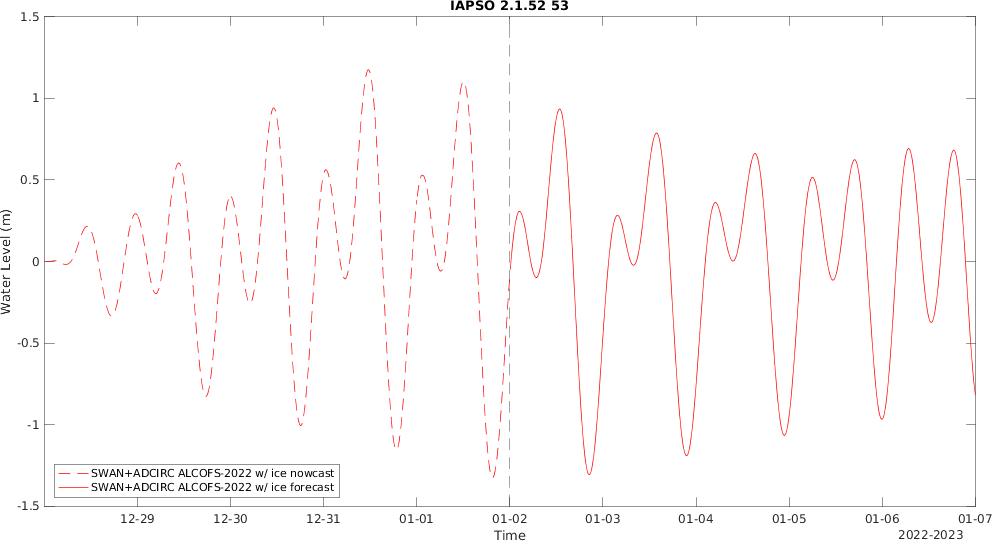 IAPSO 2.1.52 53
1.5
1
0.5
0
-0.5
-1
-1.5
Water Level (m)
SWAN+ADCIRC ALCOFS-2022 w/ ice nowcast
SWAN+ADCIRC ALCOFS-2022 w/ ice forecast
12-29 12-30 12-31 01-01 01-02 01-03 01-04 01-05 01-06 01-07
Time
2022-2023